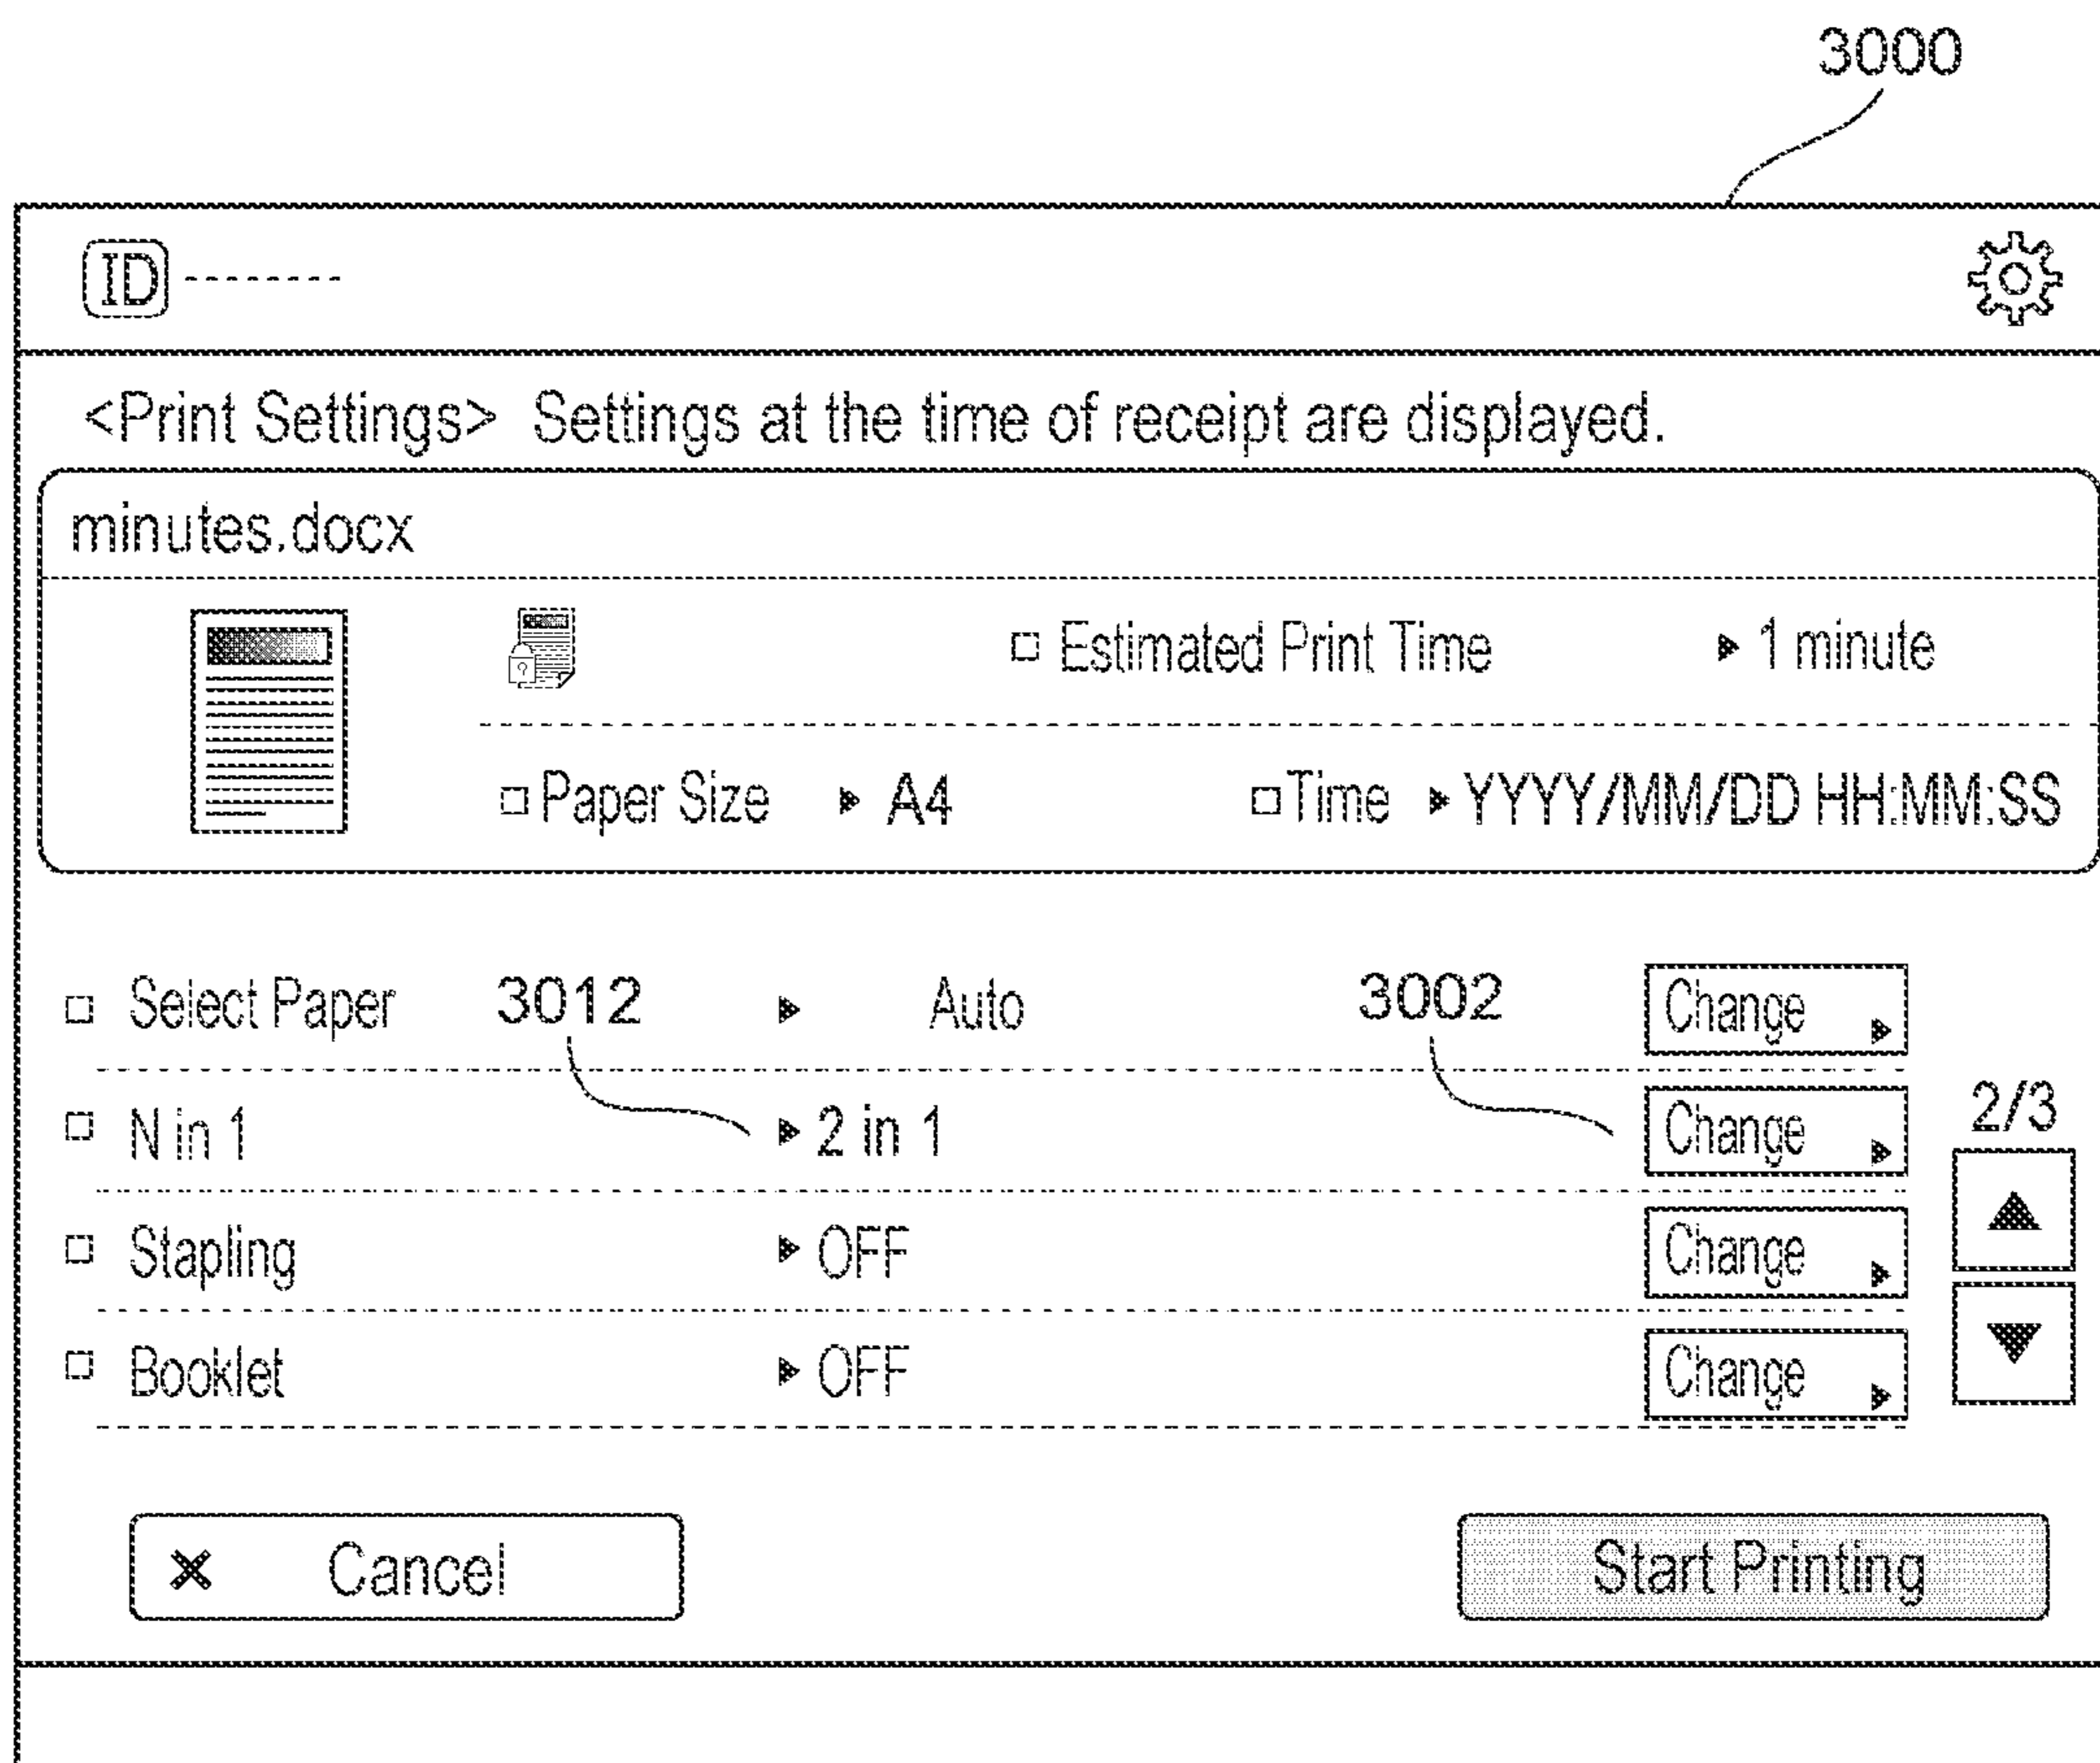 3000
ID --------
<Print Settings> Settings at the time of receipt are displayed.
minutes.docx
? □ Estimated Print Time ▶ 1 minute
□ Paper Size ▶ A4 □ Time ▶ YYYY/MM/DD HH:MM:SS
□ Select Paper 3012 ▶ Auto 3002 Change ▶
□ N in 1 ▶ 2 in 1 Change ▶ 2/3
□ Stapling ▶ OFF Change ▶ ▲
□ Booklet ▶ OFF Change ▶ ▼
× Cancel Start Printing